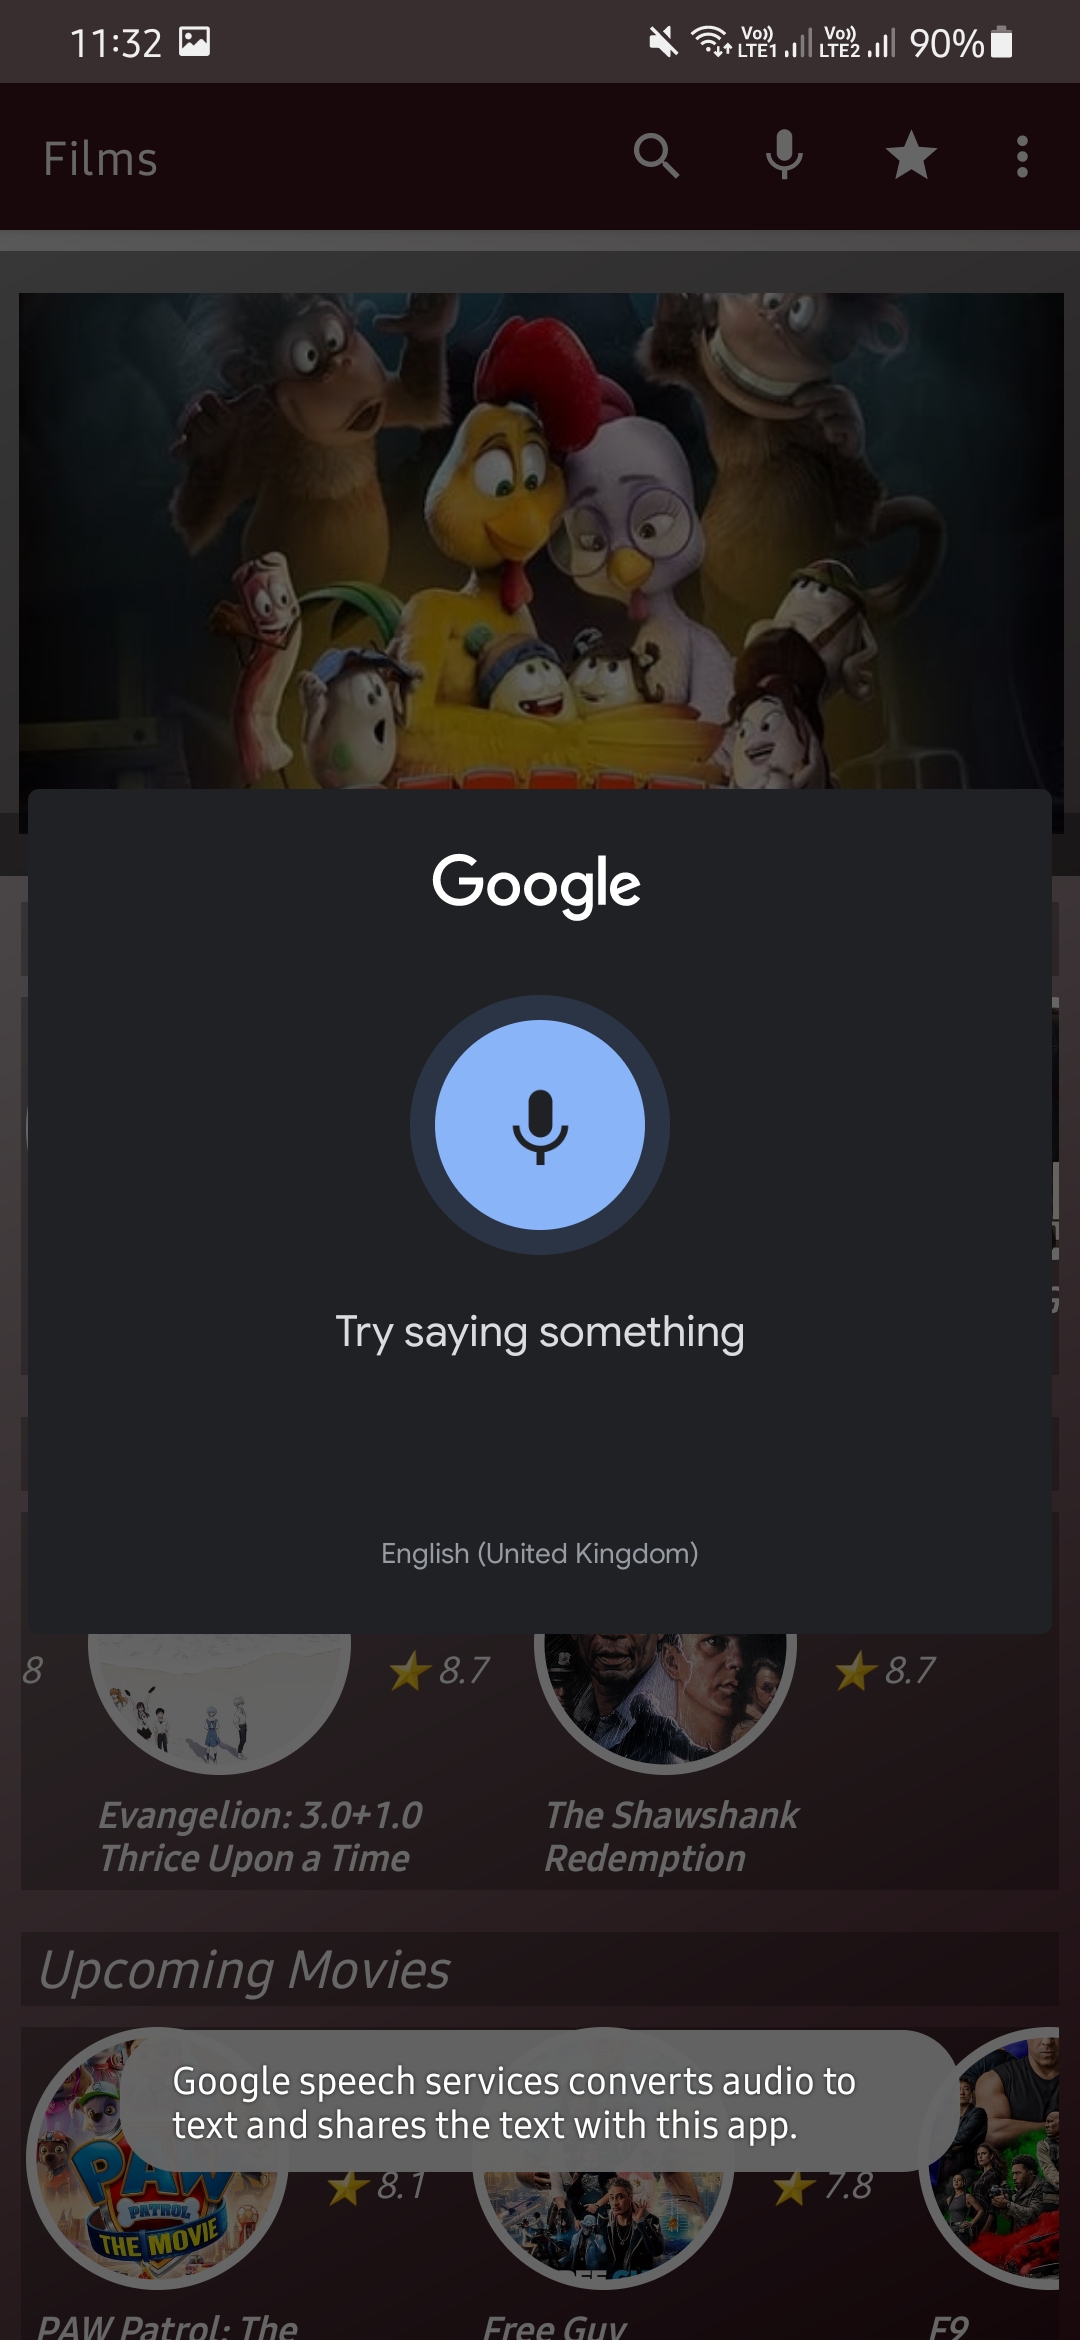 11:32
Vo)) LTE1 Vo)) LTE2 90%
Films
Google
Try saying something
English (United Kingdom)
8
8.7
8.7
Evangelion: 3.0+1.0
Thrice Upon a Time
The Shawshank
Redemption
Upcoming Movies
Google speech services converts audio to
text and shares the text with this app.
PAW
PATROL
THE MOVIE
8.1
7.8
PAW Patrol: The
Free Guy
F9